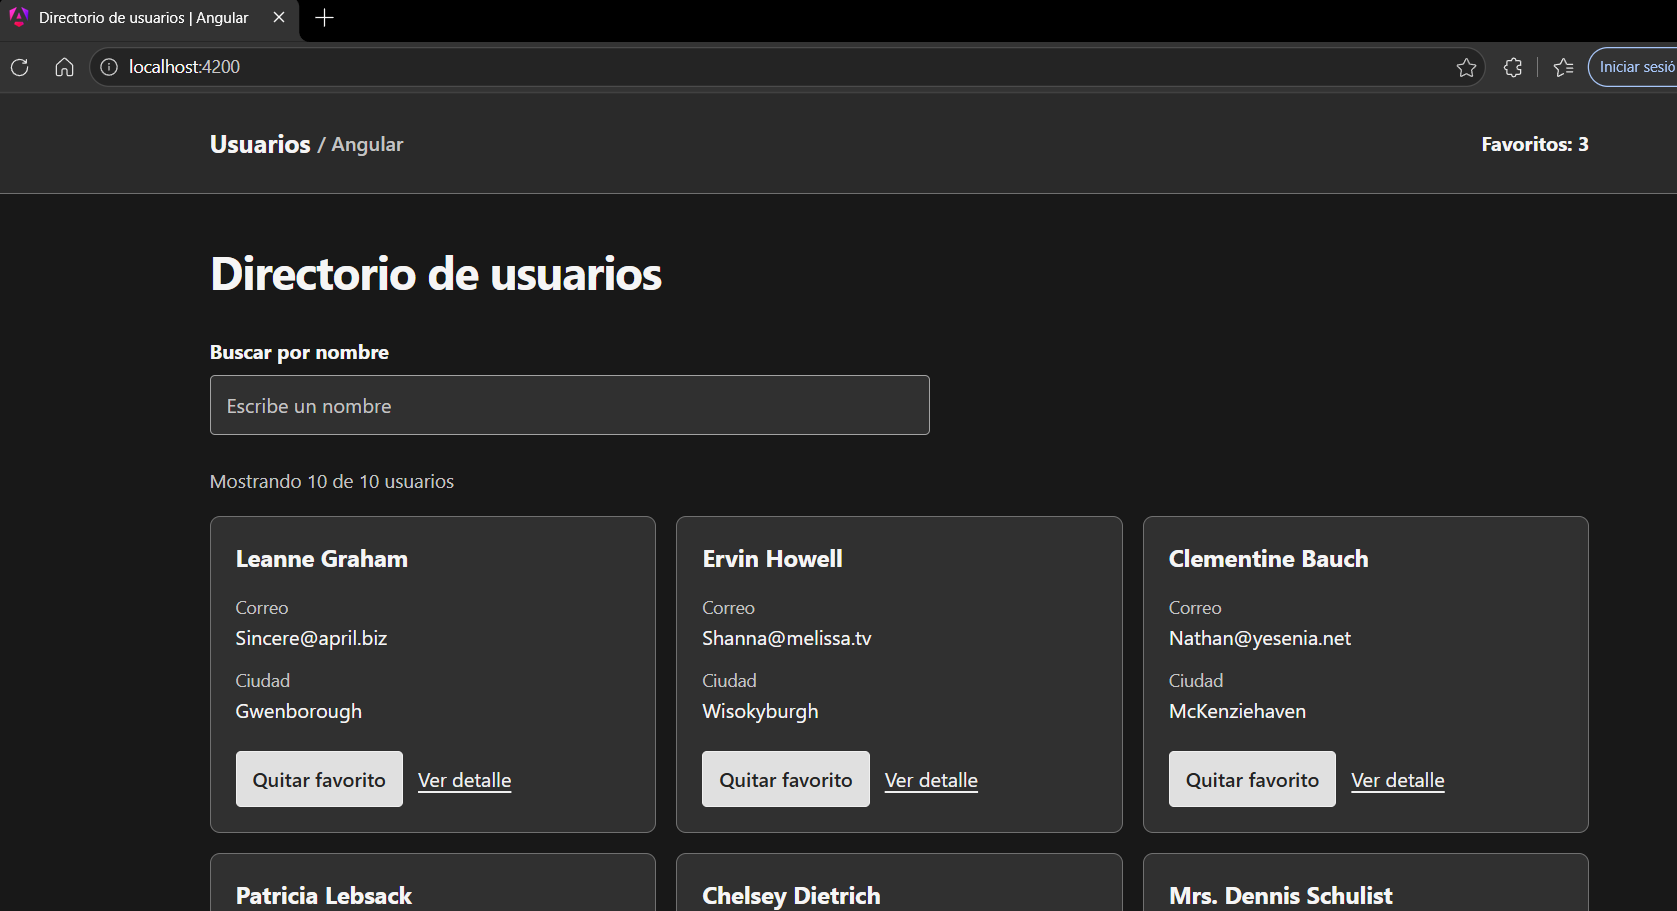 Directorio de usuarios | Angular
localhost:4200
Iniciar sesió
Usuarios / Angular
Favoritos: 3
Directorio de usuarios
Buscar por nombre
Escribe un nombre
Mostrando 10 de 10 usuarios
Leanne Graham
Correo
Sincere@april.biz
Ciudad
Gwenborough
Quitar favorito Ver detalle
Ervin Howell
Correo
Shanna@melissa.tv
Ciudad
Wisokyburgh
Quitar favorito Ver detalle
Clementine Bauch
Correo
Nathan@yesenia.net
Ciudad
McKenziehaven
Quitar favorito Ver detalle
Patricia Lebsack
Chelsey Dietrich
Mrs. Dennis Schulist